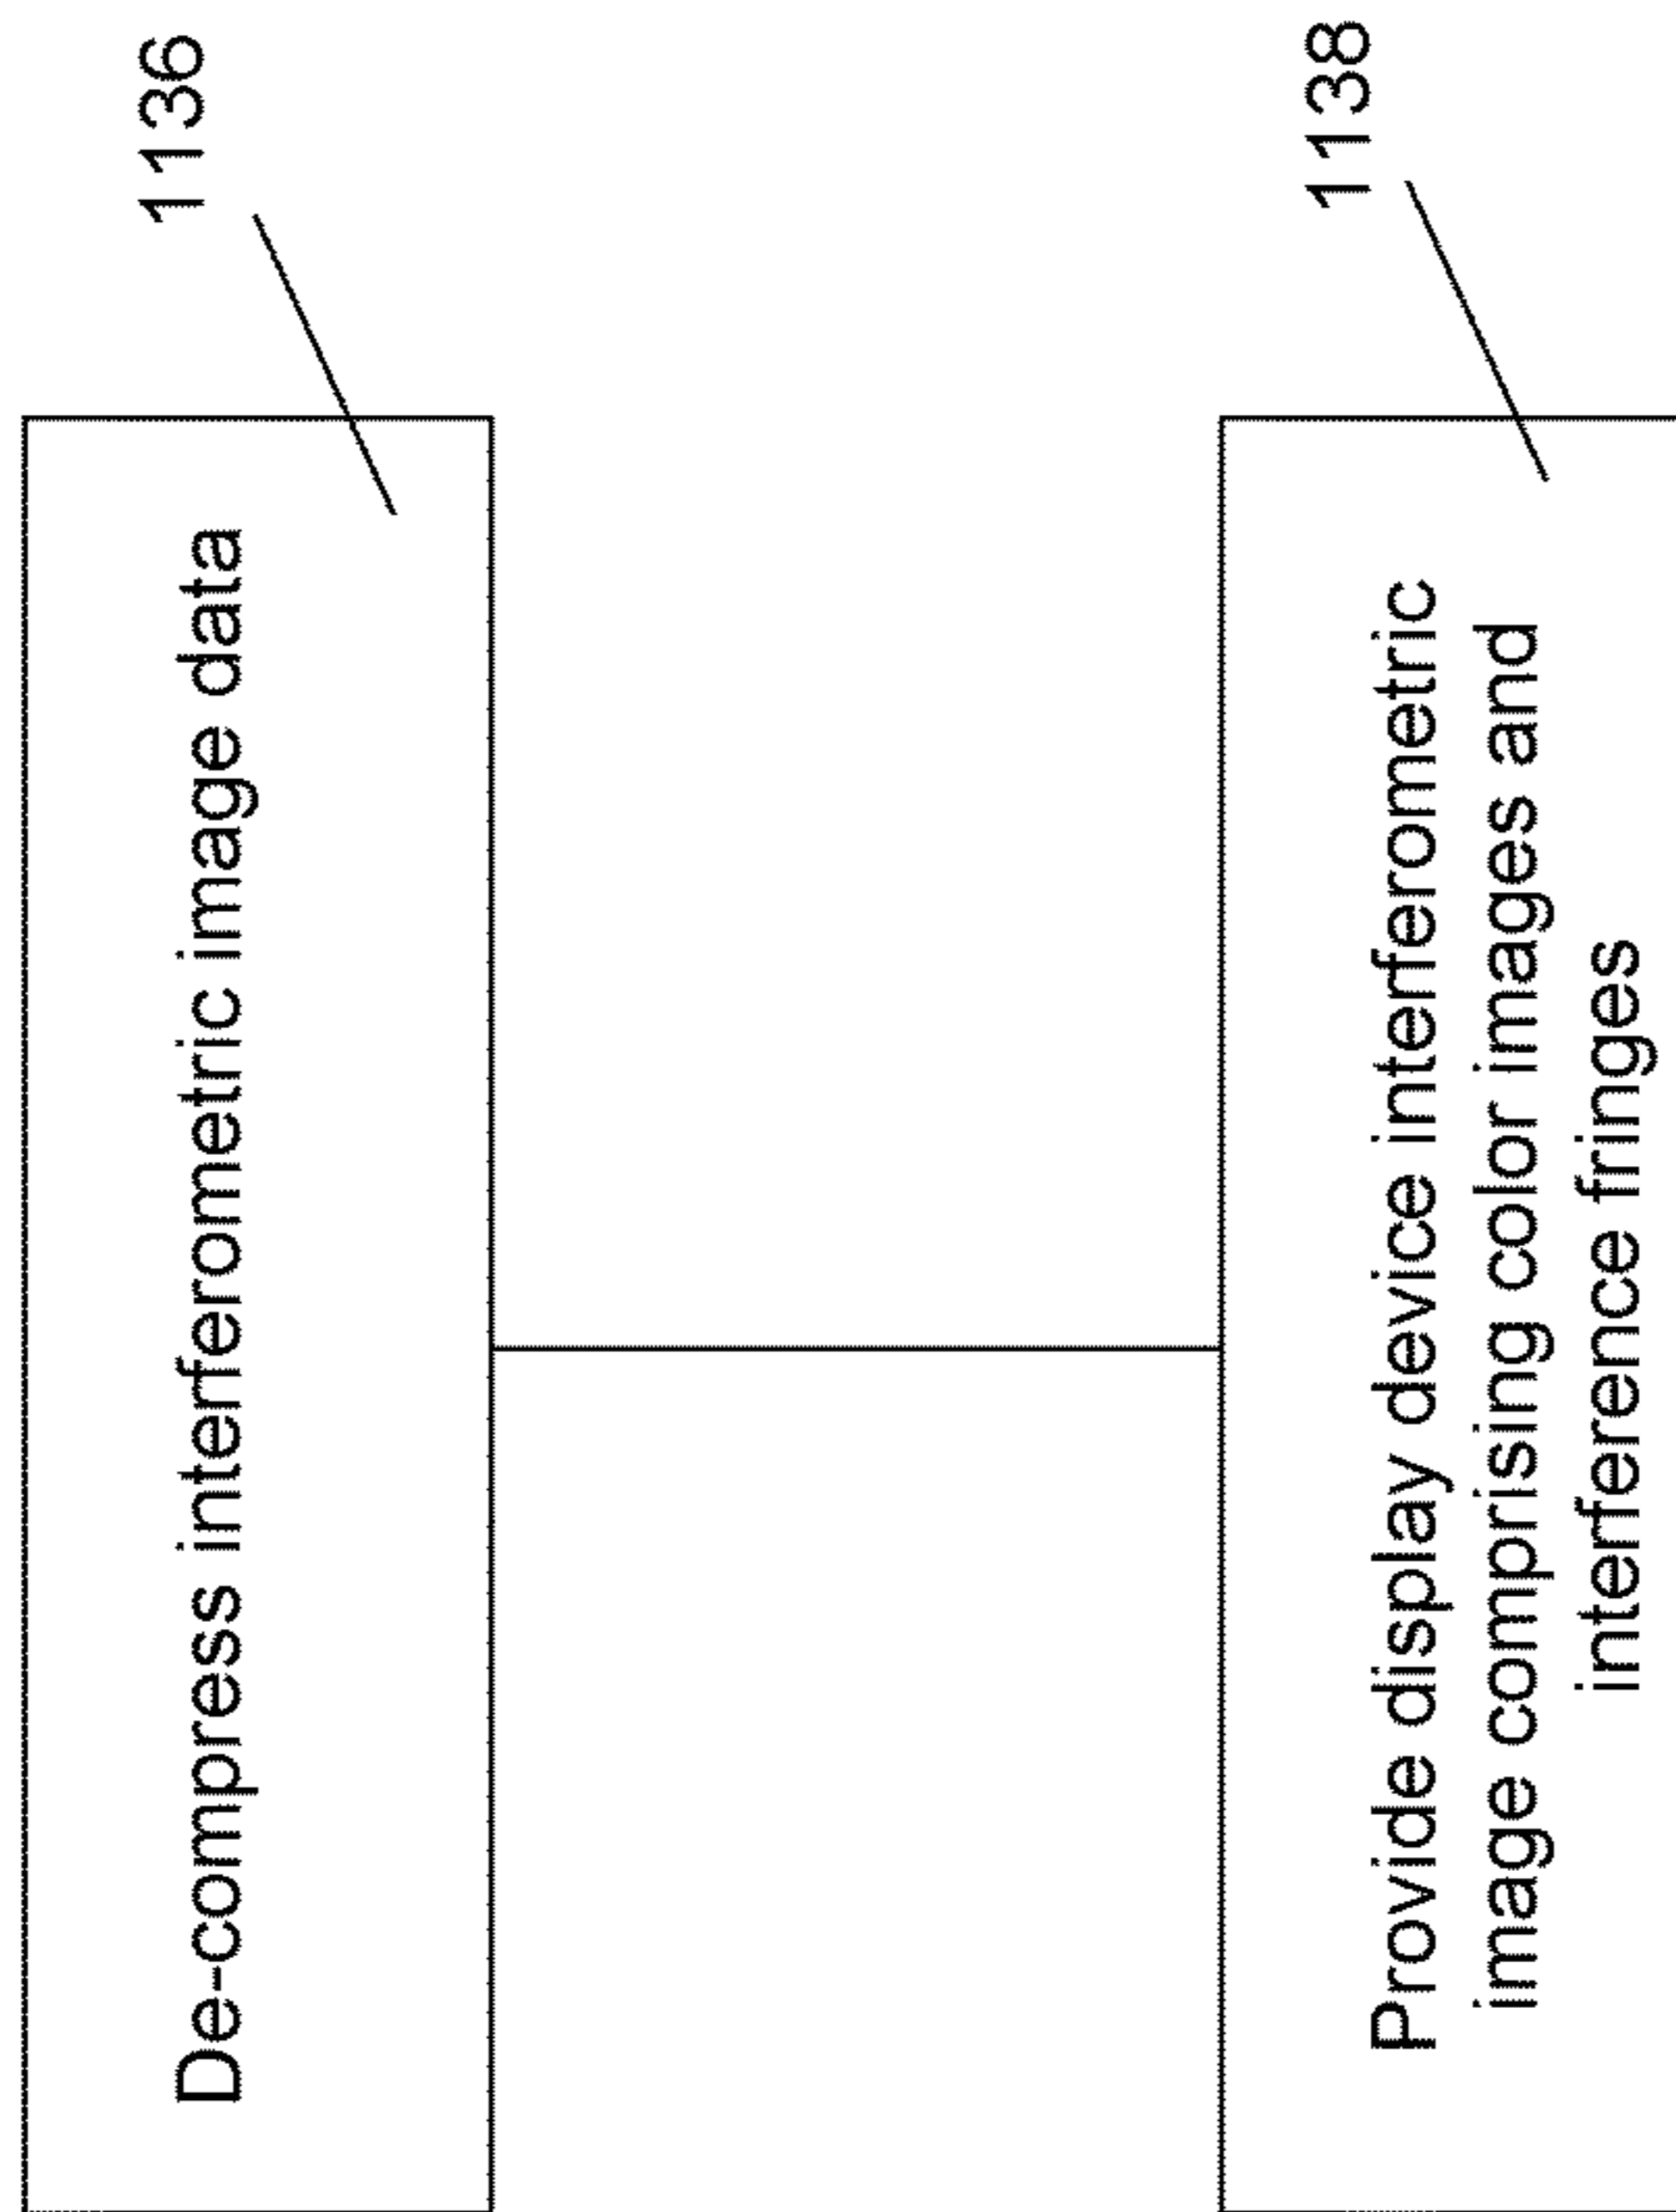 1136
De-compress interferometric image data
1138
Provide display device interferometric
image comprising color images and
interference fringes